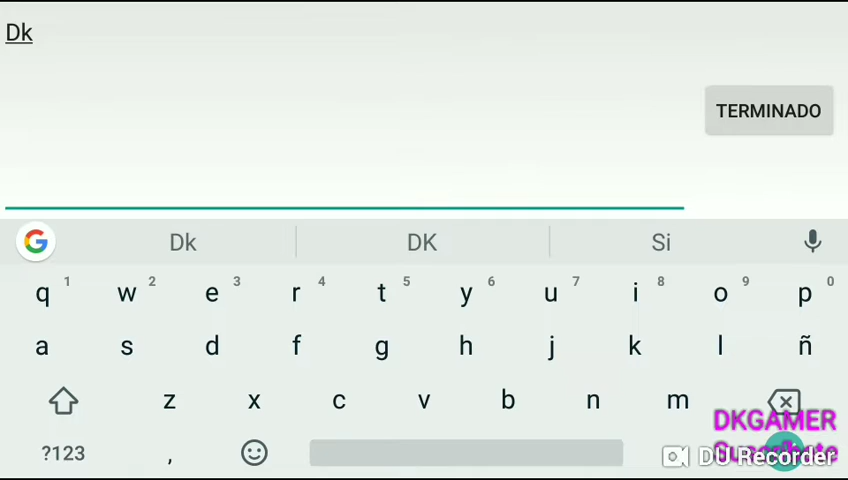 Dk
TERMINADO
G Dk DK Si
q 1 w 2 e 3 r 4 t 5 y 6 u 7 i 8 o 9 p 0
a s d f g h j k l ñ
z x c v b n m
DKGAMER
?123 ,
DU Recorder